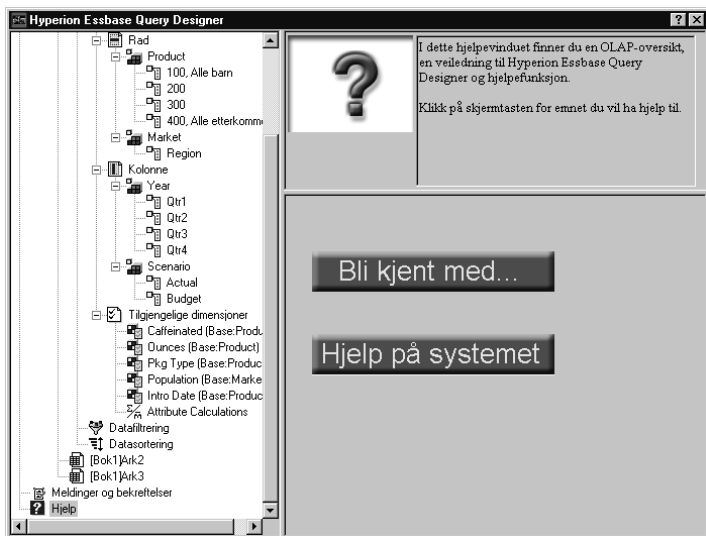 Hyperion Essbase Query Designer
Rad
Product
100, Alle barn
200
300
400, Alle etterkomm
Market
Region
Kolonne
Year
Qtr1
Qtr2
Qtr3
Qtr4
Scenario
Actual
Budget
Tilgjengelige dimensjoner
Caffeinated (Base:Produ
Ounces (Base:Product)
Pkg Type (Base:Produc
Population (Base:Marke
Intro Date (Base:Produc
Attribute Calculations
Datafiltrering
Datasortering
[Bok1]Ark2
[Bok1]Ark3
Meldinger og bekreftelser
Hjelp
I dette hjelpevinduet finner du en OLAP-oversikt,
en veiledning til Hyperion Essbase Query
Designer og hjelpefunksjon.
Klikk på skjermtasten for emnet du vil ha hjelp til.
Bli kjent med...
Hjelp på systemet